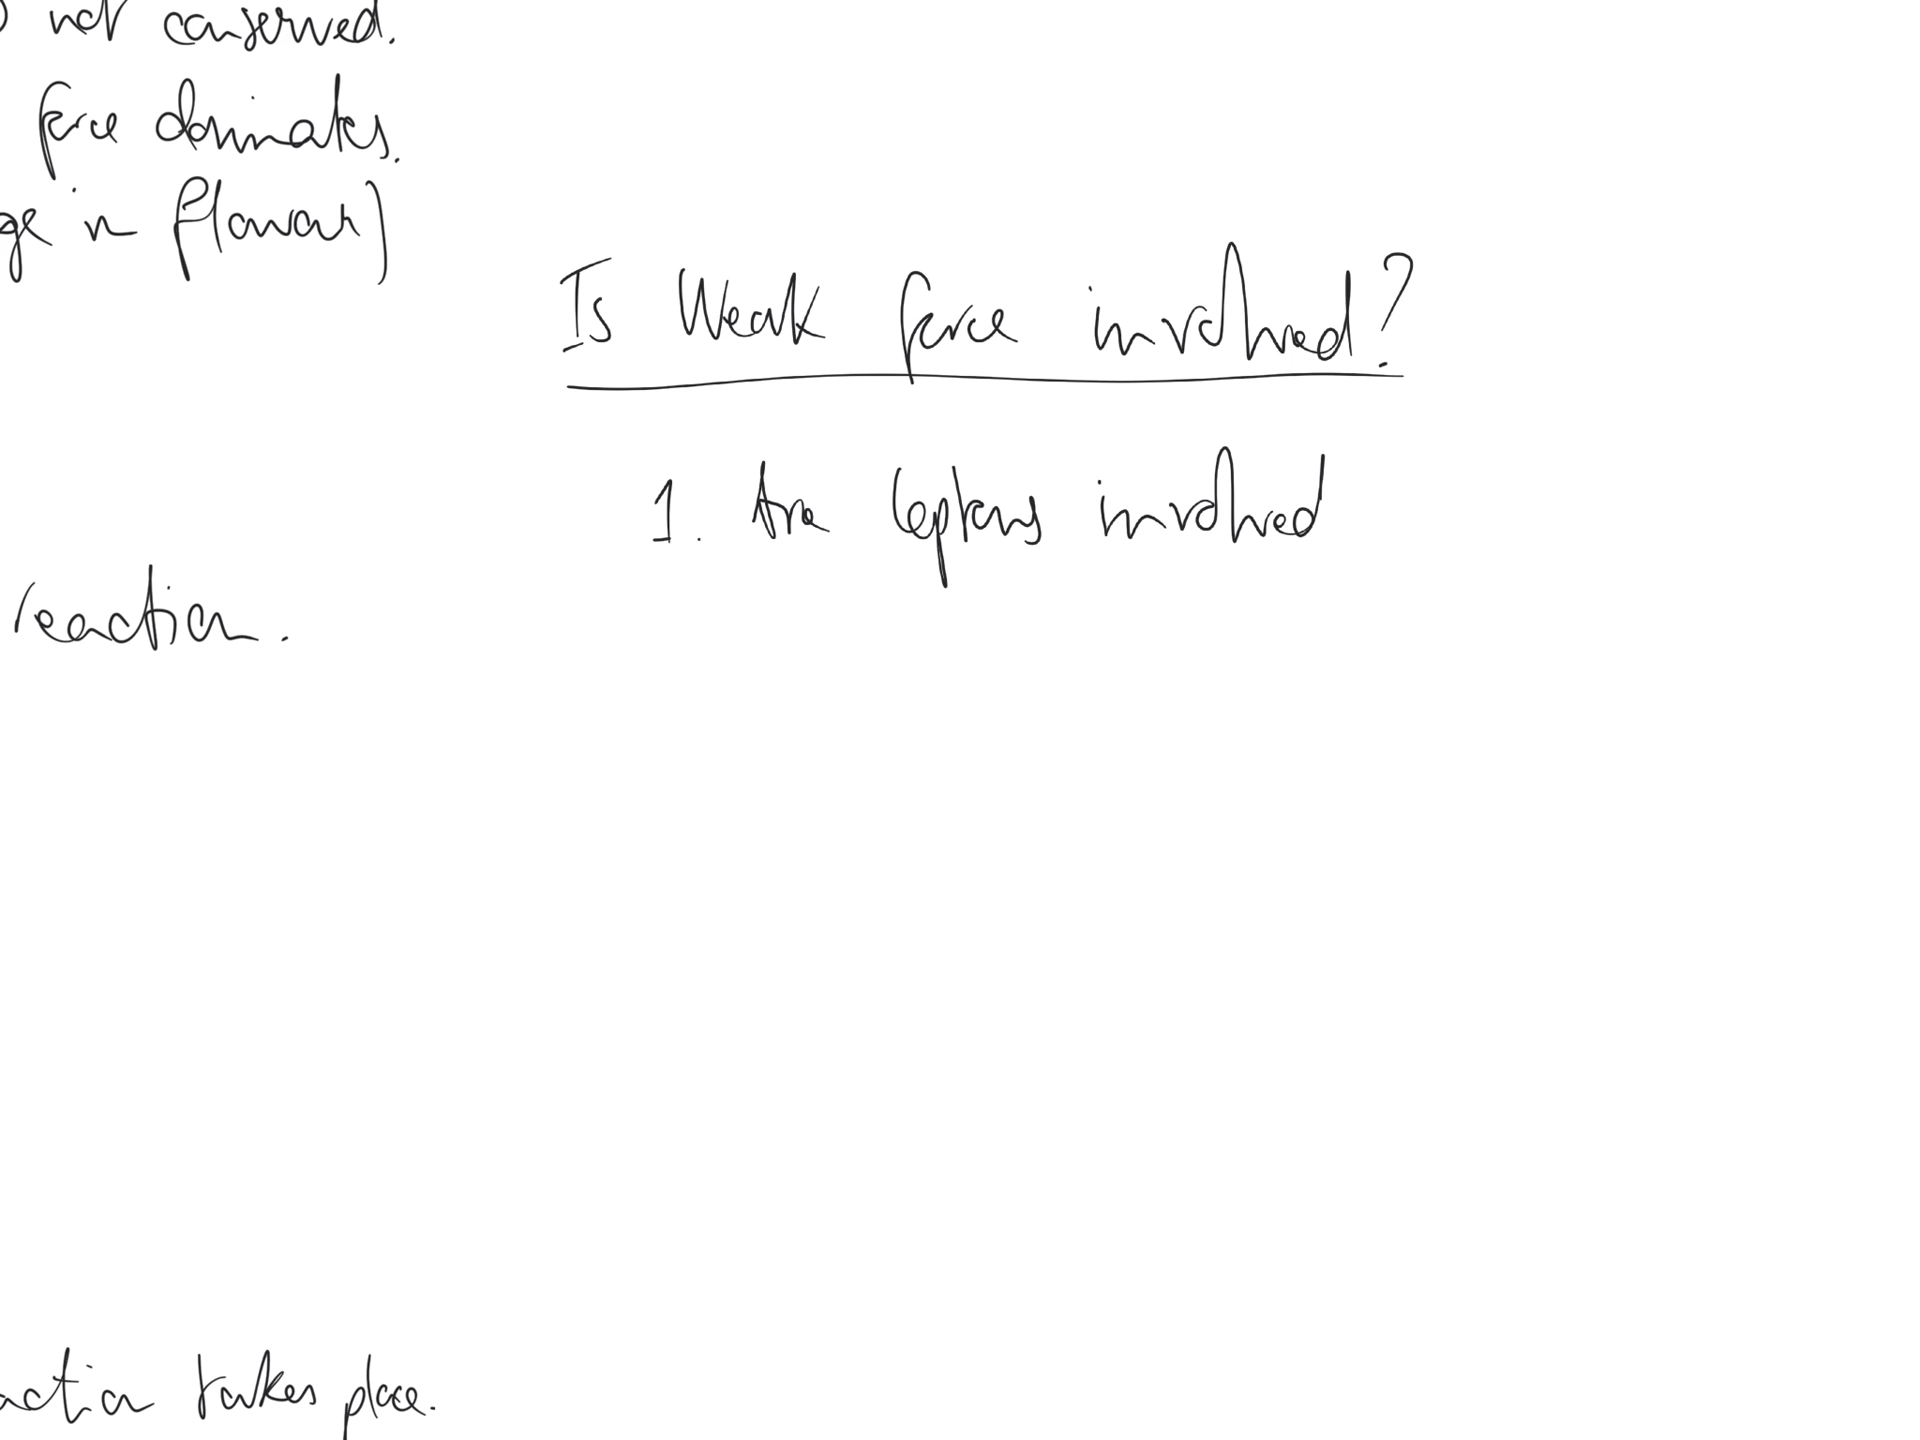 not conserved.
force dominates.
ge in flavour)
Is Weak force involved?
1. Are leptons involved
reaction.
action takes place.